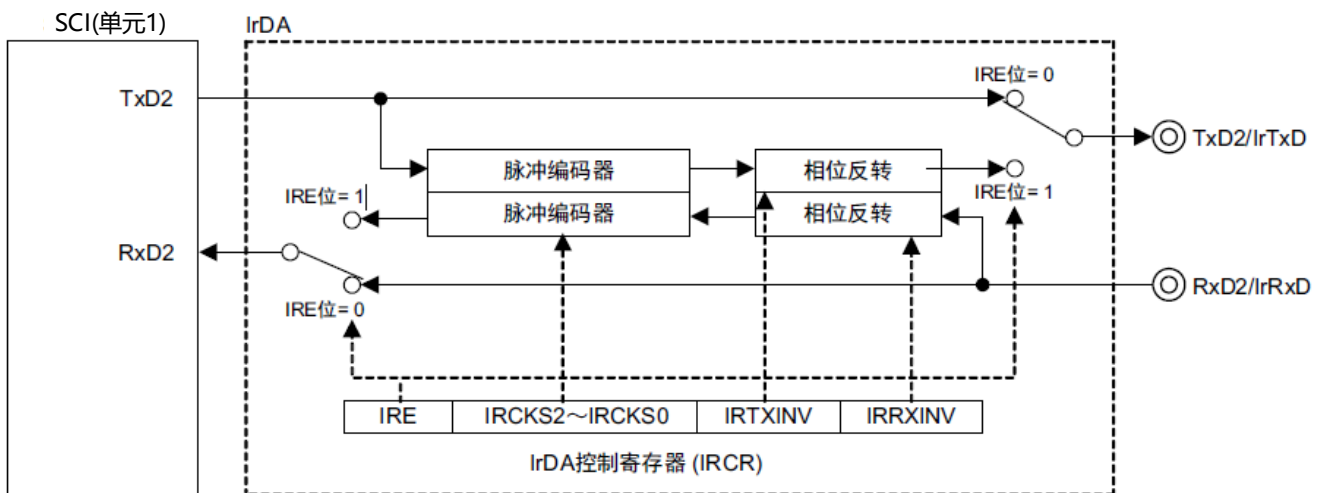 SCI(单元1)
IrDA
IRE位= 0
TxD2
TxD2/IrTxD
脉冲编码器
相位反转
IRE位= 1
脉冲编码器
相位反转
IRE位= 1
RxD2
RxD2/IrRxD
IRE位= 0
IRE
IRCKS2～IRCKS0
IRTXINV
IRRXINV
IrDA控制寄存器 (IRCR)